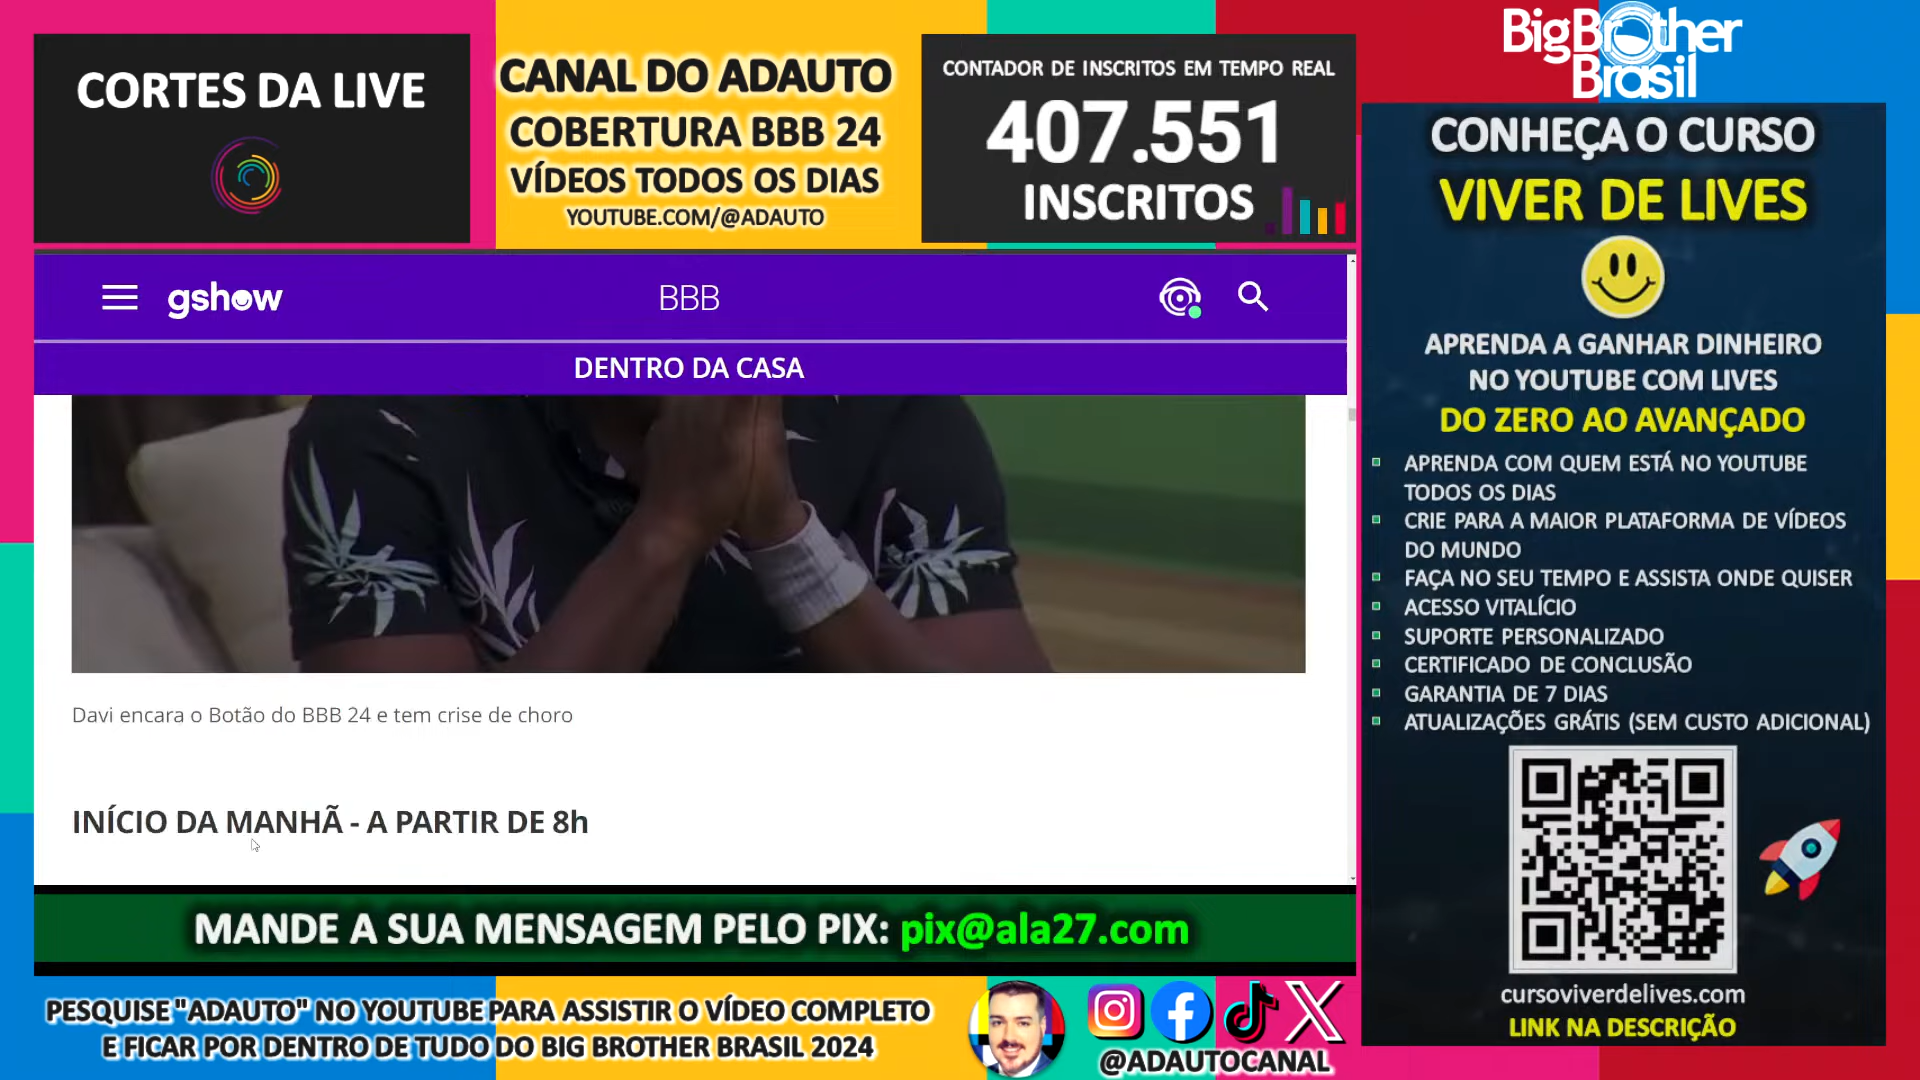 CORTES DA LIVE
CANAL DO ADAUTO
COBERTURA BBB 24
VÍDEOS TODOS OS DIAS
YOUTUBE.COM/@ADAUTO
CONTADOR DE INSCRITOS EM TEMPO REAL
407.551
INSCRITOS
BigBrother
Brasil
gshow
BBB
DENTRO DA CASA
Davi encara o Botão do BBB 24 e tem crise de choro
INÍCIO DA MANHÃ - A PARTIR DE 8h
CONHEÇA O CURSO
VIVER DE LIVES
APRENDA A GANHAR DINHEIRO
NO YOUTUBE COM LIVES
DO ZERO AO AVANÇADO
APRENDA COM QUEM ESTÁ NO YOUTUBE
TODOS OS DIAS
CRIE PARA A MAIOR PLATAFORMA DE VÍDEOS
DO MUNDO
FAÇA NO SEU TEMPO E ASSISTA ONDE QUISER
ACESSO VITALÍCIO
SUPORTE PERSONALIZADO
CERTIFICADO DE CONCLUSÃO
GARANTIA DE 7 DIAS
ATUALIZAÇÕES GRÁTIS (SEM CUSTO ADICIONAL)
cursoviverdelives.com
LINK NA DESCRIÇÃO
MANDE A SUA MENSAGEM PELO PIX: pix@ala27.com
PESQUISE "ADAUTO" NO YOUTUBE PARA ASSISTIR O VÍDEO COMPLETO
E FICAR POR DENTRO DE TUDO DO BIG BROTHER BRASIL 2024
@ADAUTOCANAL